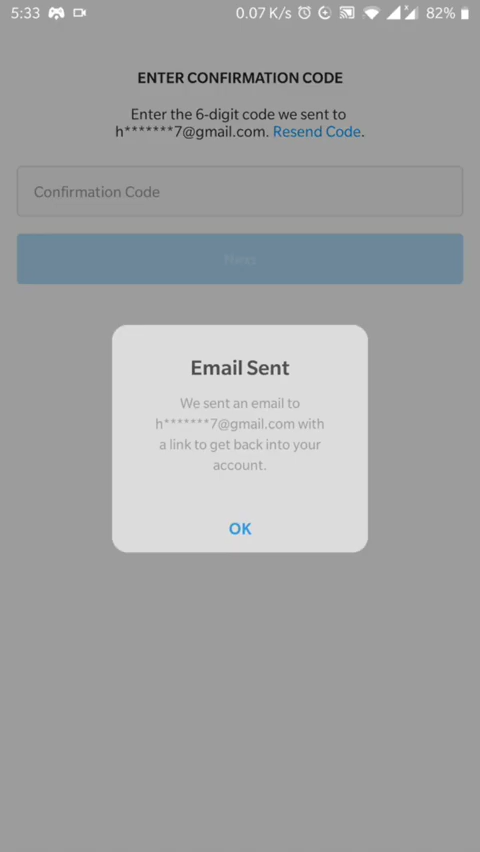 5:33 0.07 K/s 82%
ENTER CONFIRMATION CODE
Enter the 6-digit code we sent to
h*******7@gmail.com. Resend Code.
Confirmation Code
Next
Email Sent
We sent an email to
h*******7@gmail.com with
a link to get back into your
account.
OK